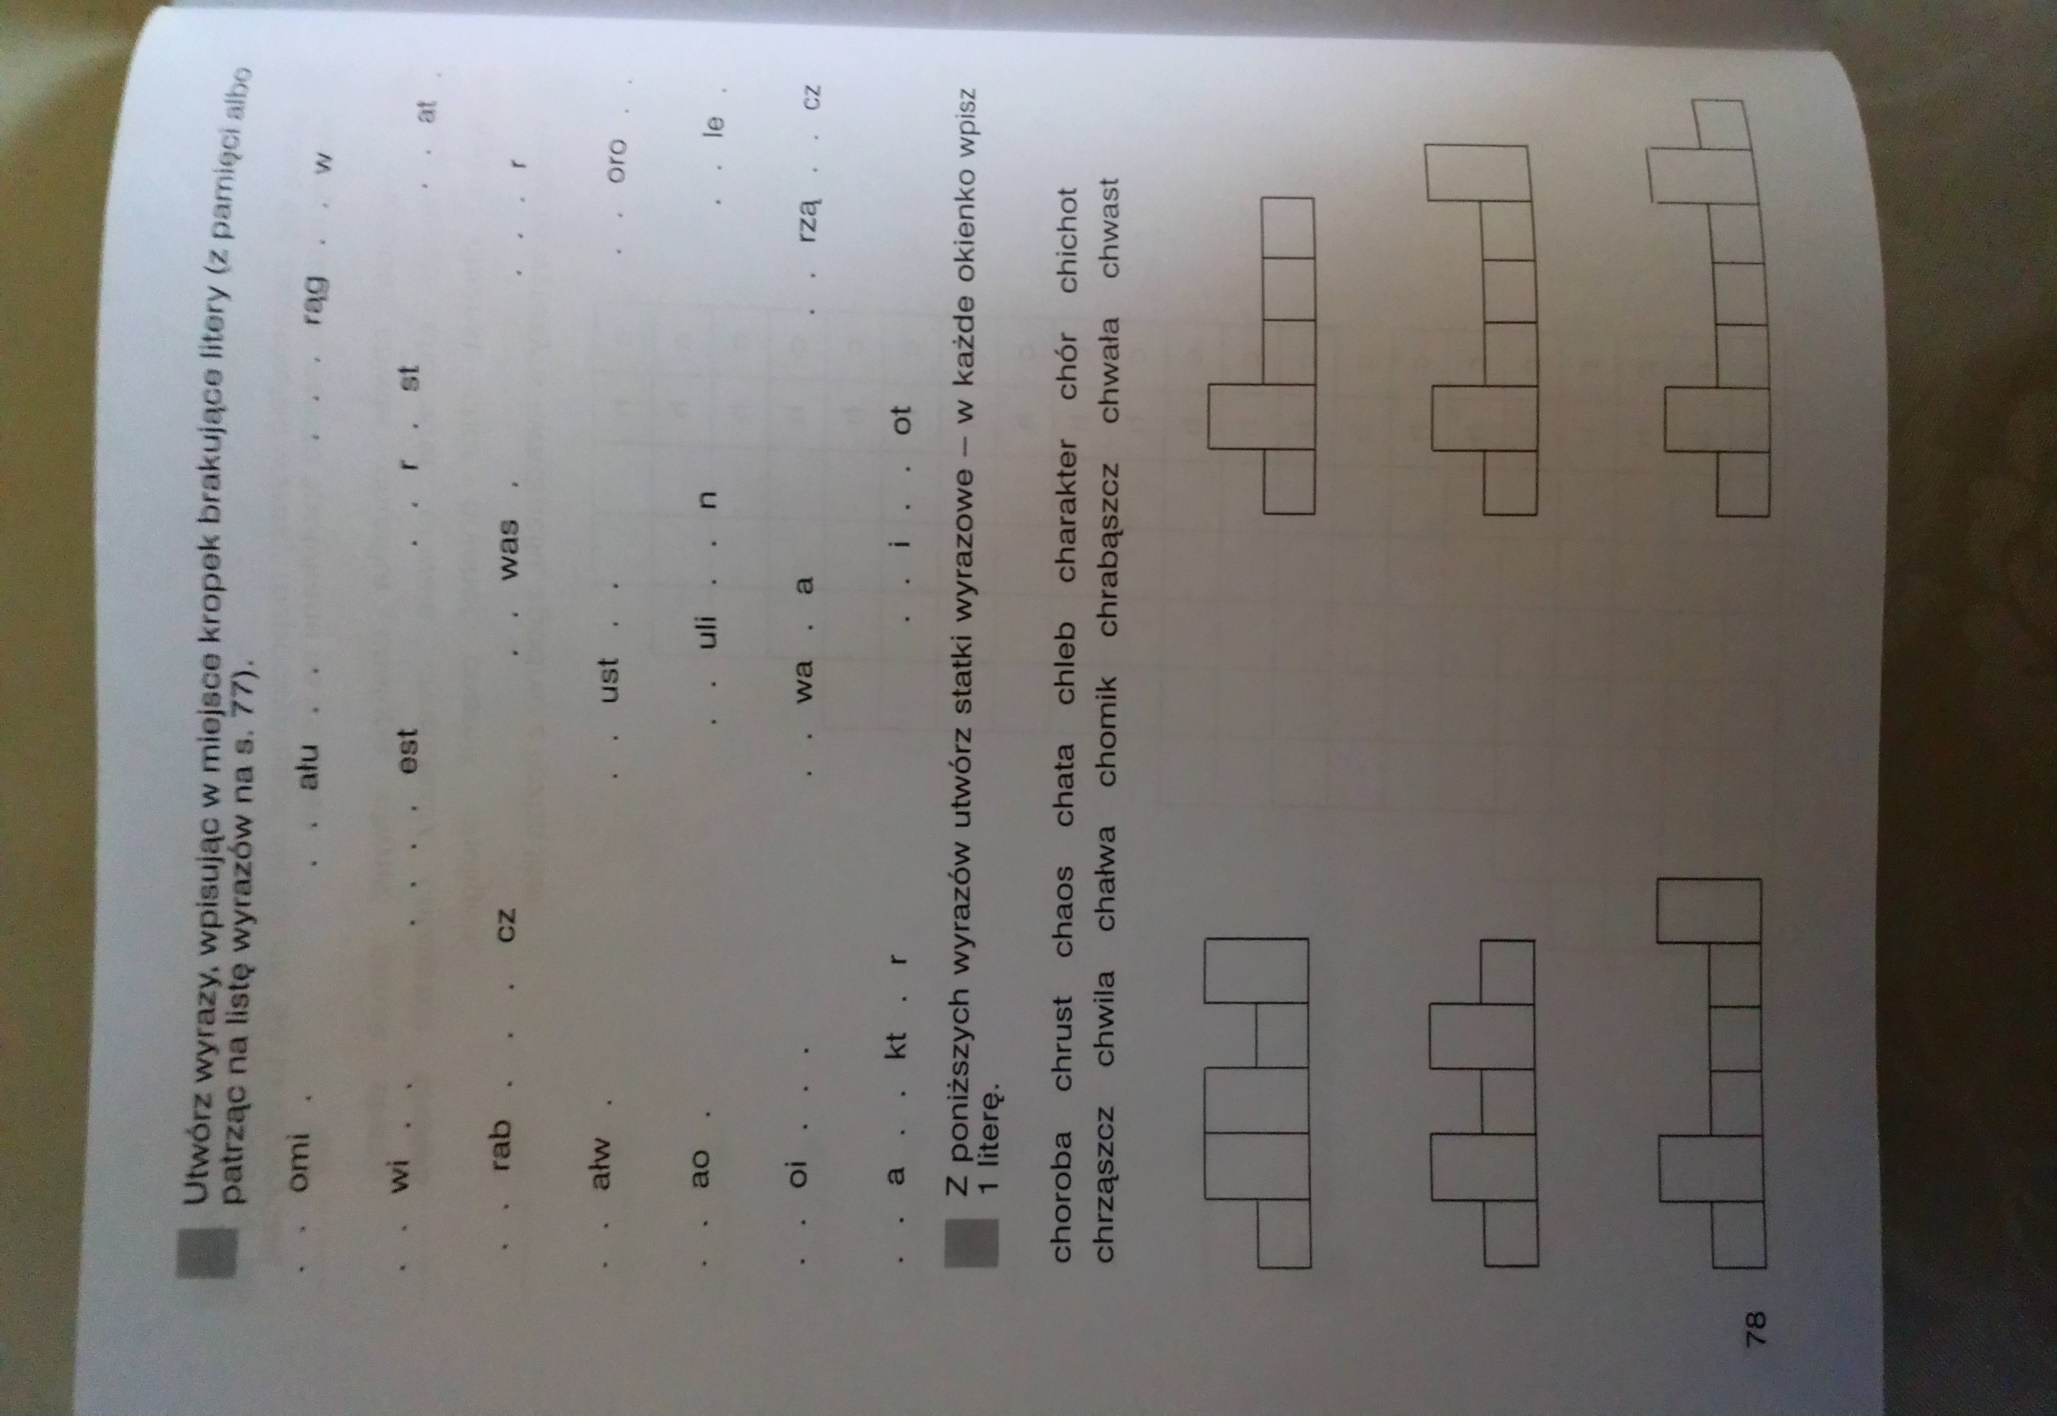 Utwórz wyrazy, wpisując w miejsce kropek brakujące litery (z pamięci albo
patrząc na listę wyrazów na s. 77).
. . omi . . . ału . . . . . rąg . . w
. . wi . . . . . est . . r . st . . at .
. . rab . . . cz . . was . . . . r
. . ałw . . . ust . . . . oro . .
. . ao . . . uli . . n . . le .
. . oi . . . . . wa . a . . rzą . . cz
. . a . . kt . r . . i . . ot
Z poniższych wyrazów utwórz statki wyrazowe – w każde okienko wpisz
1 literę.
choroba chrust chaos chata chleb charakter chór chichot
chrząszcz chwila chałwa chomik chrabąszcz chwała chwast
78